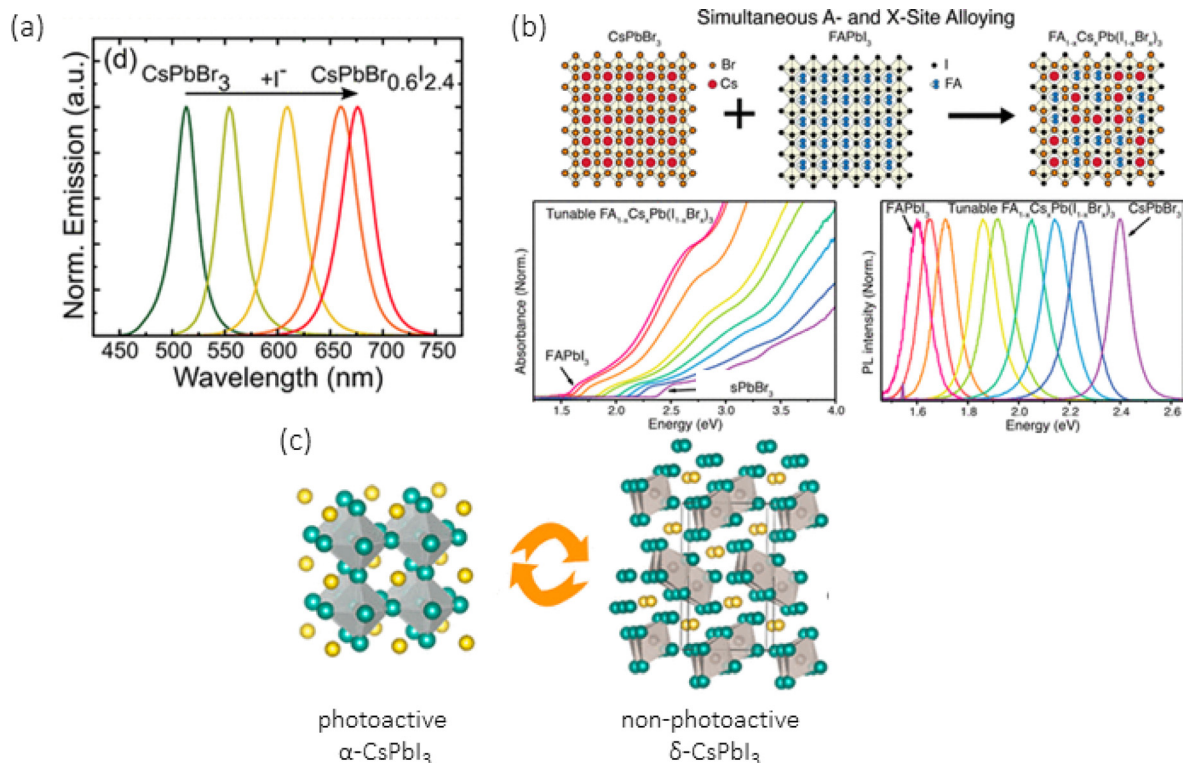 (a)
(d)
CsPbBr₃
+I⁻
CsPbBr₀.₆I₂.₄
Norm. Emission (a.u.)
450 500 550 600 650 700 750
Wavelength (nm)
(b)
Simultaneous A- and X-Site Alloying
CsPbBr₃
FAPbI₃
FA₁₋ₓCsₓPb(I₁₋ₓBrₓ)₃
Br
Cs
+
I
FA
Tunable FA₁₋ₓCsₓPb(I₁₋ₓBrₓ)₃
Absorbance (Norm.)
FAPbI₃
sPbBr₃
1.5 2.0 2.5 3.0 3.5 4.0
Energy (eV)
FAPbI₃
Tunable FA₁₋ₓCsₓPb(I₁₋ₓBrₓ)₃
CsPbBr₃
PL intensity (Norm.)
1.6 1.8 2.0 2.2 2.4 2.6
Energy (eV)
(c)
photoactive
α-CsPbI₃
non-photoactive
δ-CsPbI₃